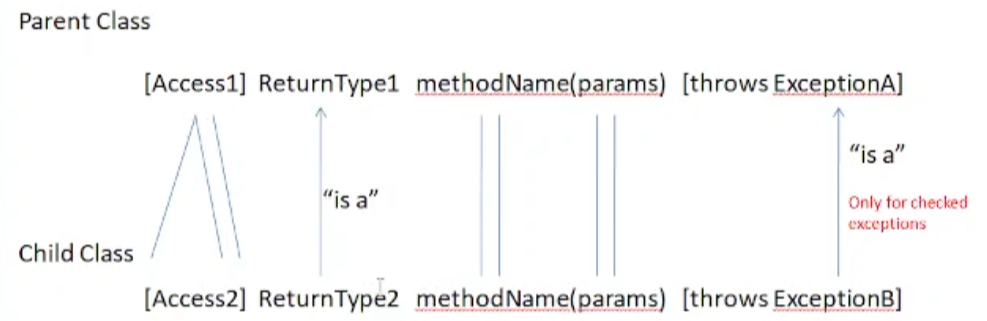 Parent Class
[Access1] ReturnType1 methodName(params) [throws ExceptionA]
“is a”
“is a”
Only for checked
exceptions
Child Class
[Access2] ReturnType2 methodName(params) [throws ExceptionB]